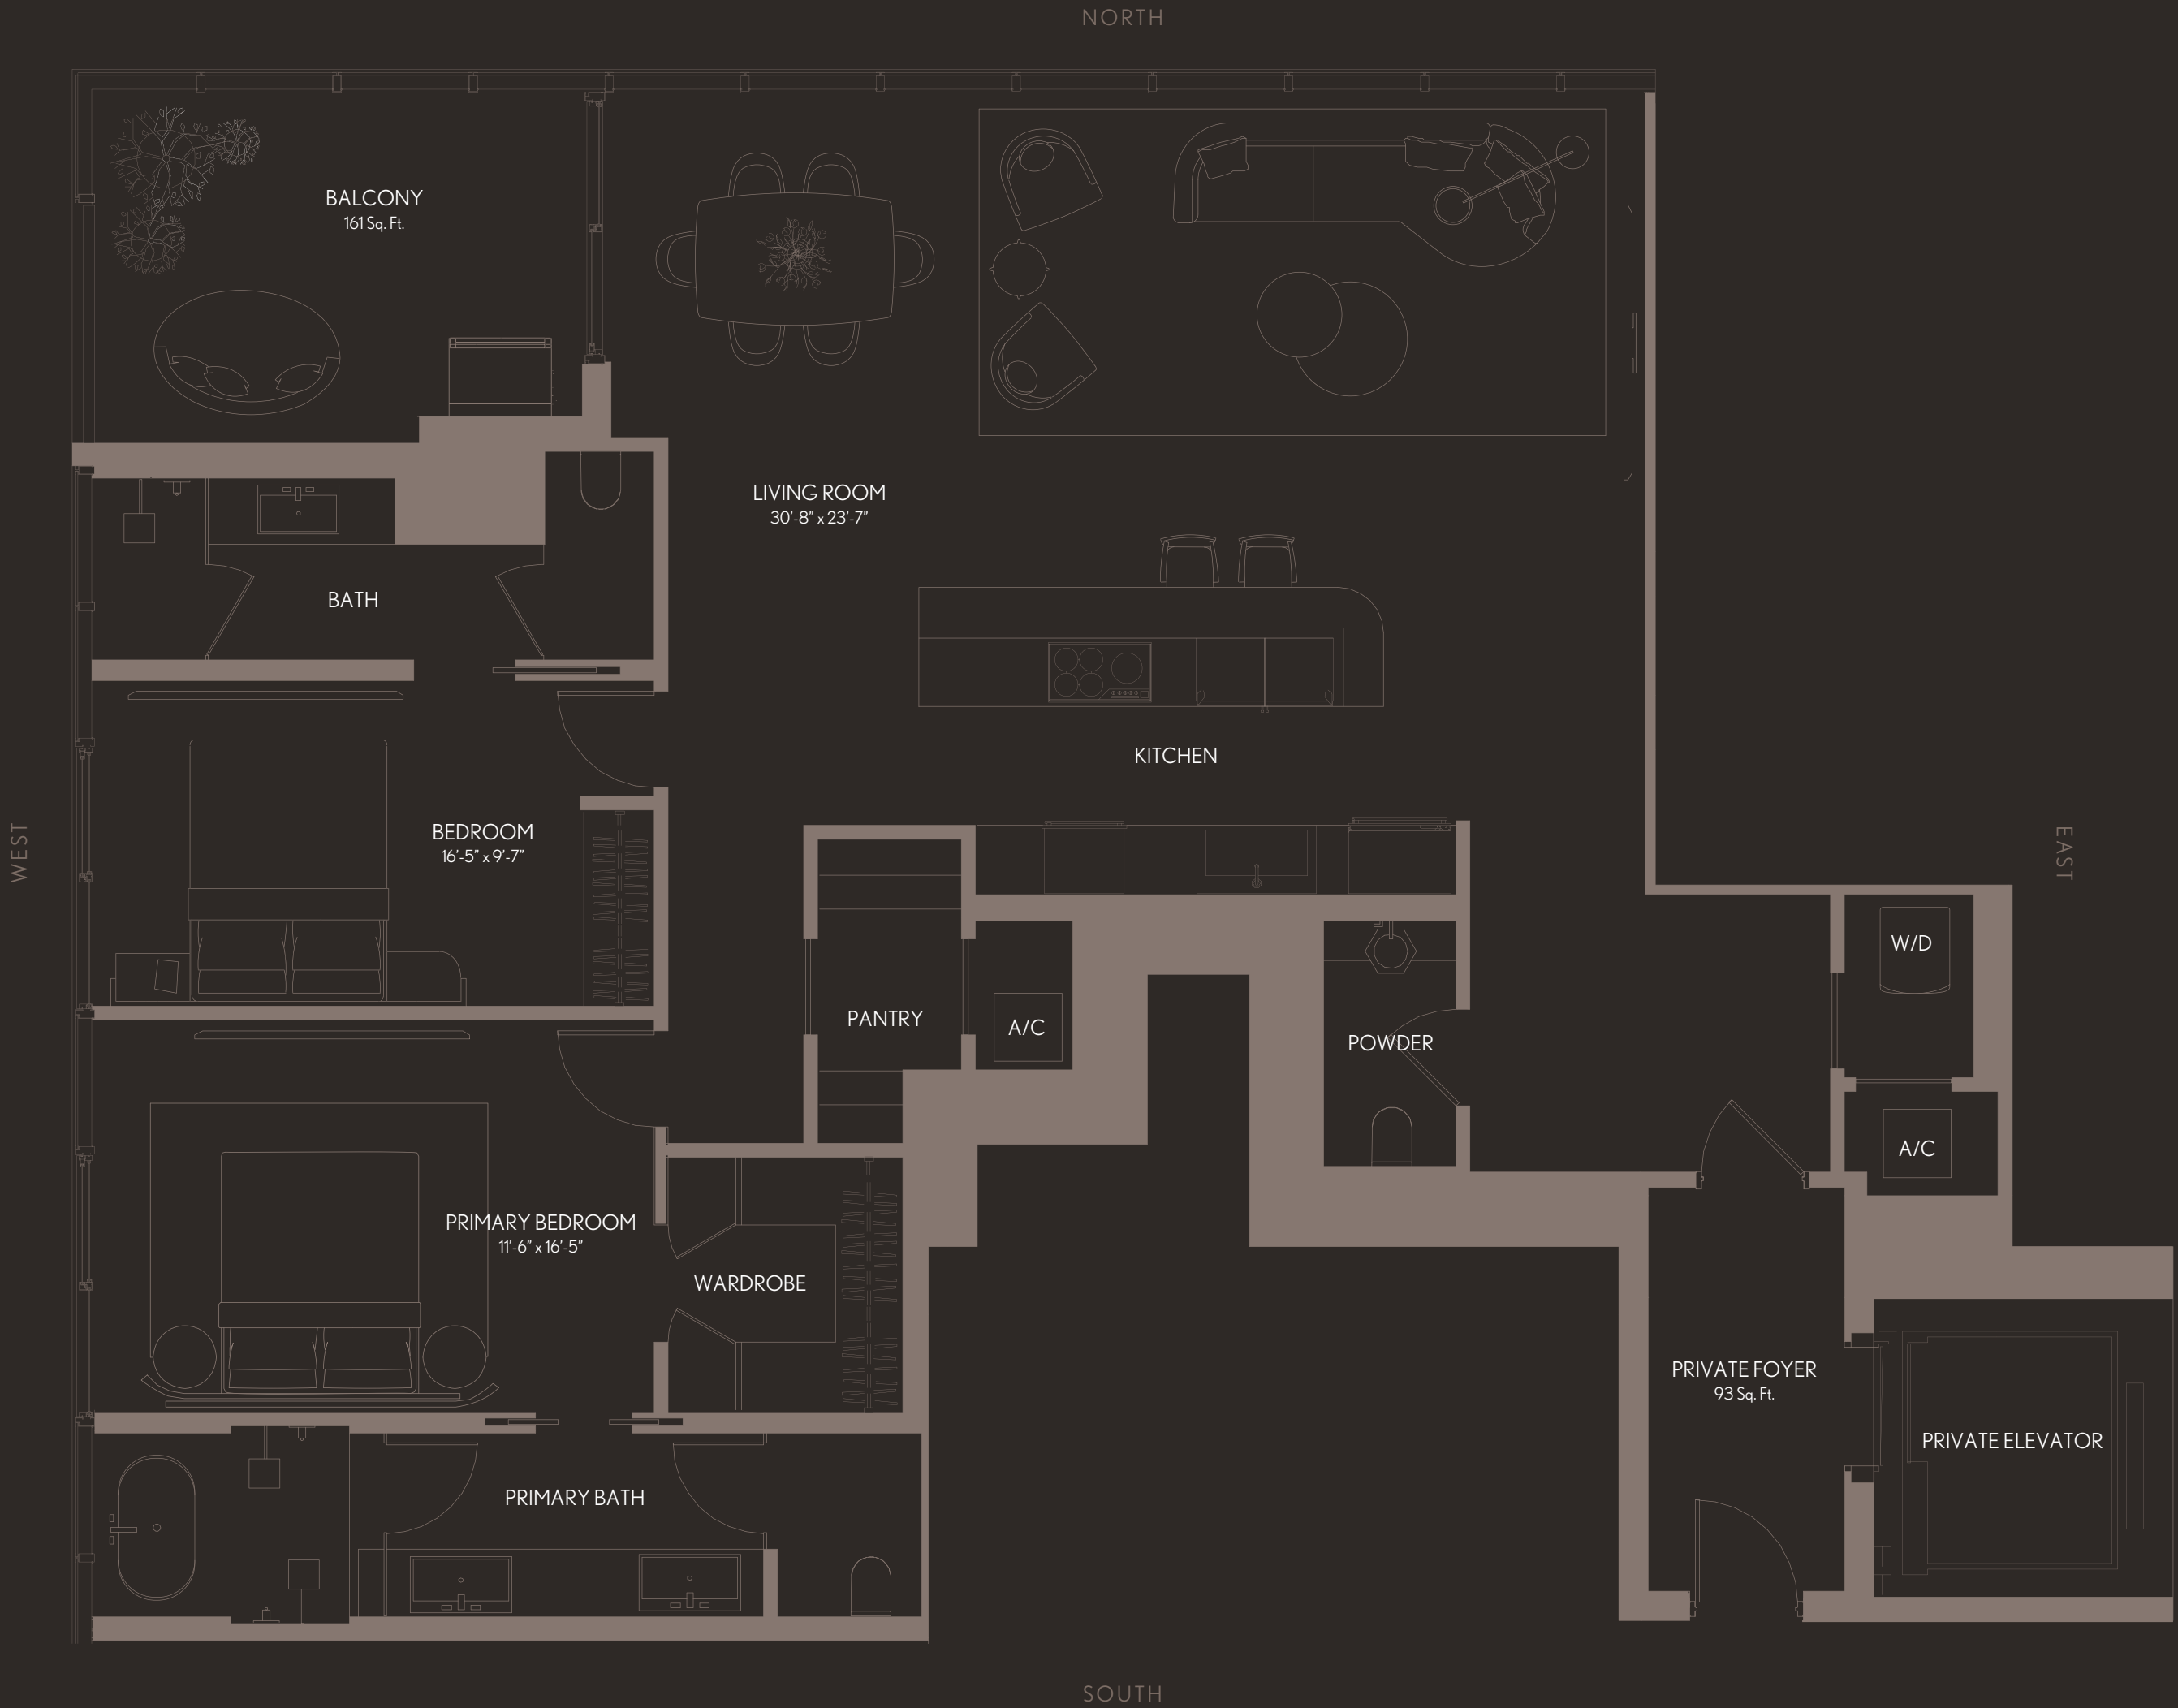 NORTH
BALCONY
161 Sq. Ft.
LIVING ROOM
30'-8" x 23'-7"
BATH
KITCHEN
WEST
BEDROOM
16'-5" x 9'-7"
EAST
W/D
PANTRY
A/C
POWDER
A/C
PRIMARY BEDROOM
11'-6" x 16'-5"
WARDROBE
PRIVATE FOYER
93 Sq. Ft.
PRIVATE ELEVATOR
PRIMARY BATH
SOUTH